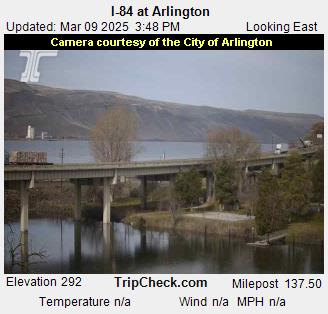 I-84 at Arlington
Updated: Mar 09 2025 3:48 PM Looking East
Camera courtesy of the City of Arlington
Elevation 292 TripCheck.com Milepost 137.50
Temperature n/a Wind n/a MPH n/a